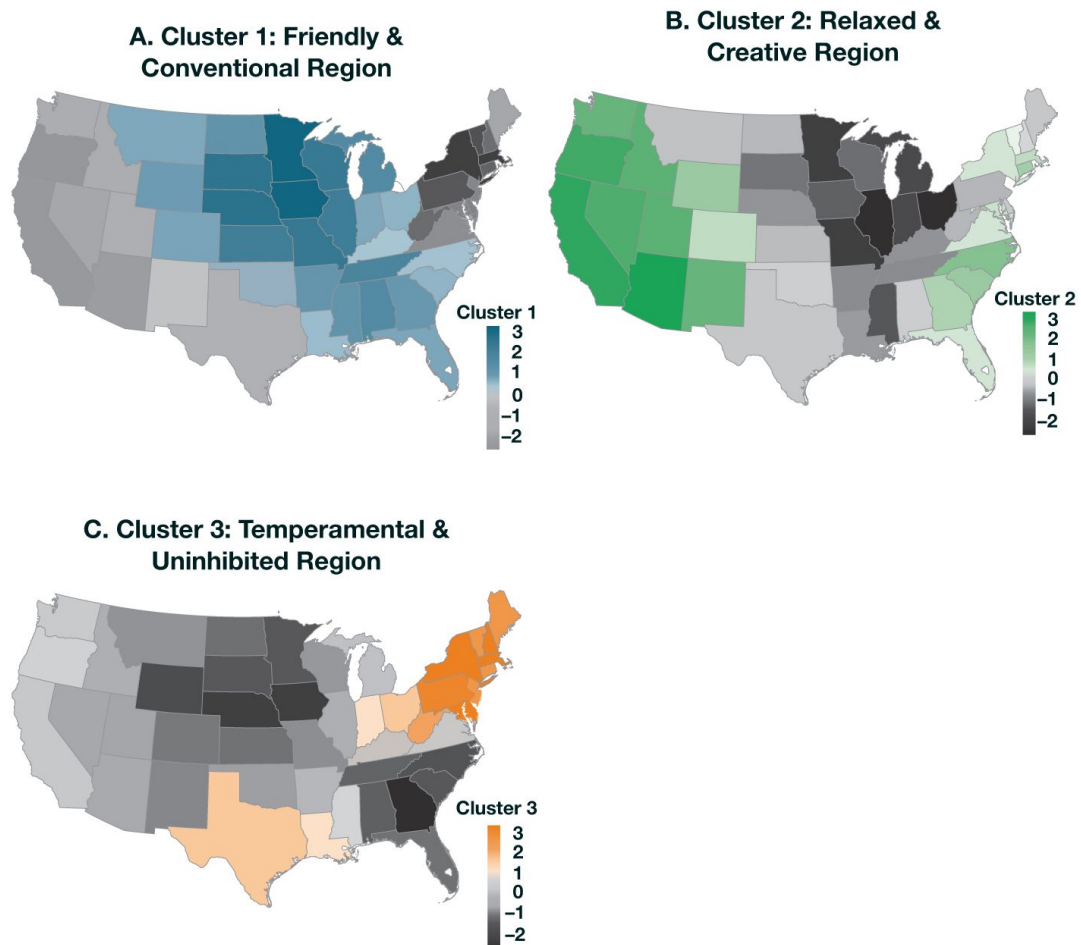 A. Cluster 1: Friendly &
Conventional Region
Cluster 1
3
2
1
0
–1
–2
B. Cluster 2: Relaxed &
Creative Region
Cluster 2
3
2
1
0
–1
–2
C. Cluster 3: Temperamental &
Uninhibited Region
Cluster 3
3
2
1
0
–1
–2